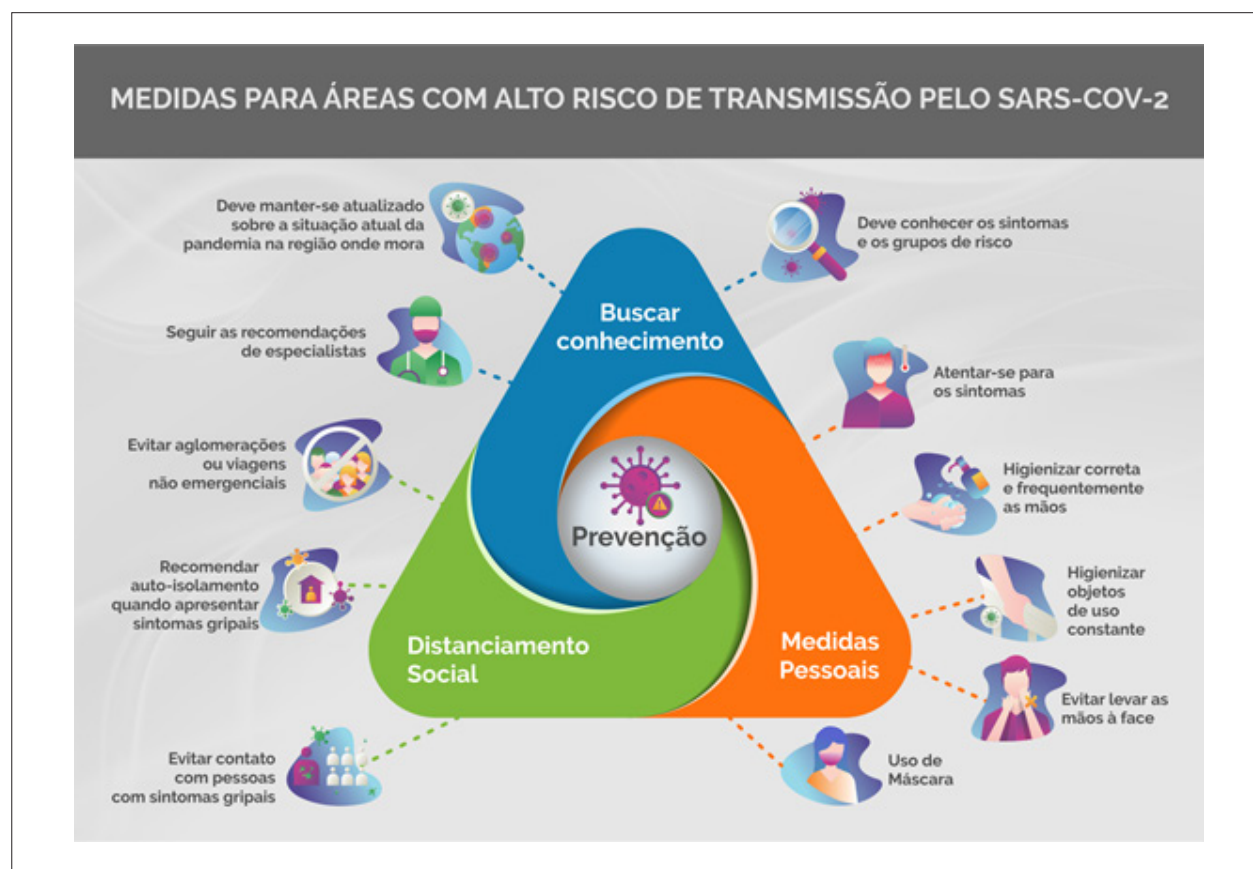 MEDIDAS PARA ÁREAS COM ALTO RISCO DE TRANSMISSÃO PELO SARS-COV-2
Deve manter-se atualizado
sobre a situação atual da
pandemia na região onde mora
Deve conhecer os sintomas
e os grupos de risco
Seguir as recomendações
de especialistas
Buscar
conhecimento
Atentar-se para
os sintomas
Evitar aglomerações
ou viagens
não emergenciais
Higienizar correta
e frequentemente
as mãos
Prevenção
Recomendar
auto-isolamento
quando apresentar
sintomas gripais
Higienizar
objetos
de uso
constante
Distanciamento
Social
Medidas
Pessoais
Evitar levar as
mãos à face
Evitar contato
com pessoas
com sintomas gripais
Uso de
Máscara